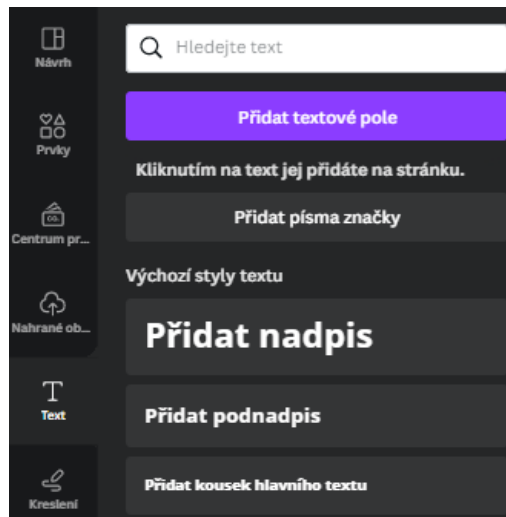 Návrh
Prvky
Centrum pr...
Nahrané ob...
Text
Kreslení
Hledejte text
Přidat textové pole
Kliknutím na text jej přidáte na stránku.
Přidat písma značky
Výchozí styly textu
Přidat nadpis
Přidat podnadpis
Přidat kousek hlavního textu